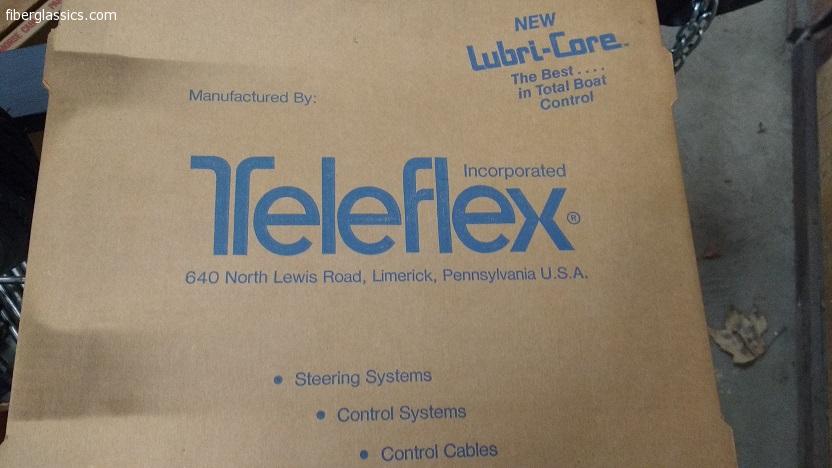 fiberglassics.com
NEW
Lubri-Core™
The Best . . . .
in Total Boat
Control
Manufactured By:
Teleflex®
Incorporated
640 North Lewis Road, Limerick, Pennsylvania U.S.A.
• Steering Systems
• Control Systems
• Control Cables